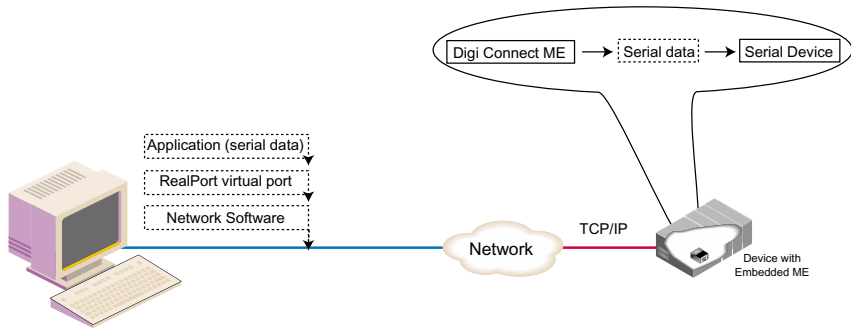 Digi Connect ME
Serial data
Serial Device
Application (serial data)
RealPort virtual port
Network Software
Network
TCP/IP
Device with
Embedded ME